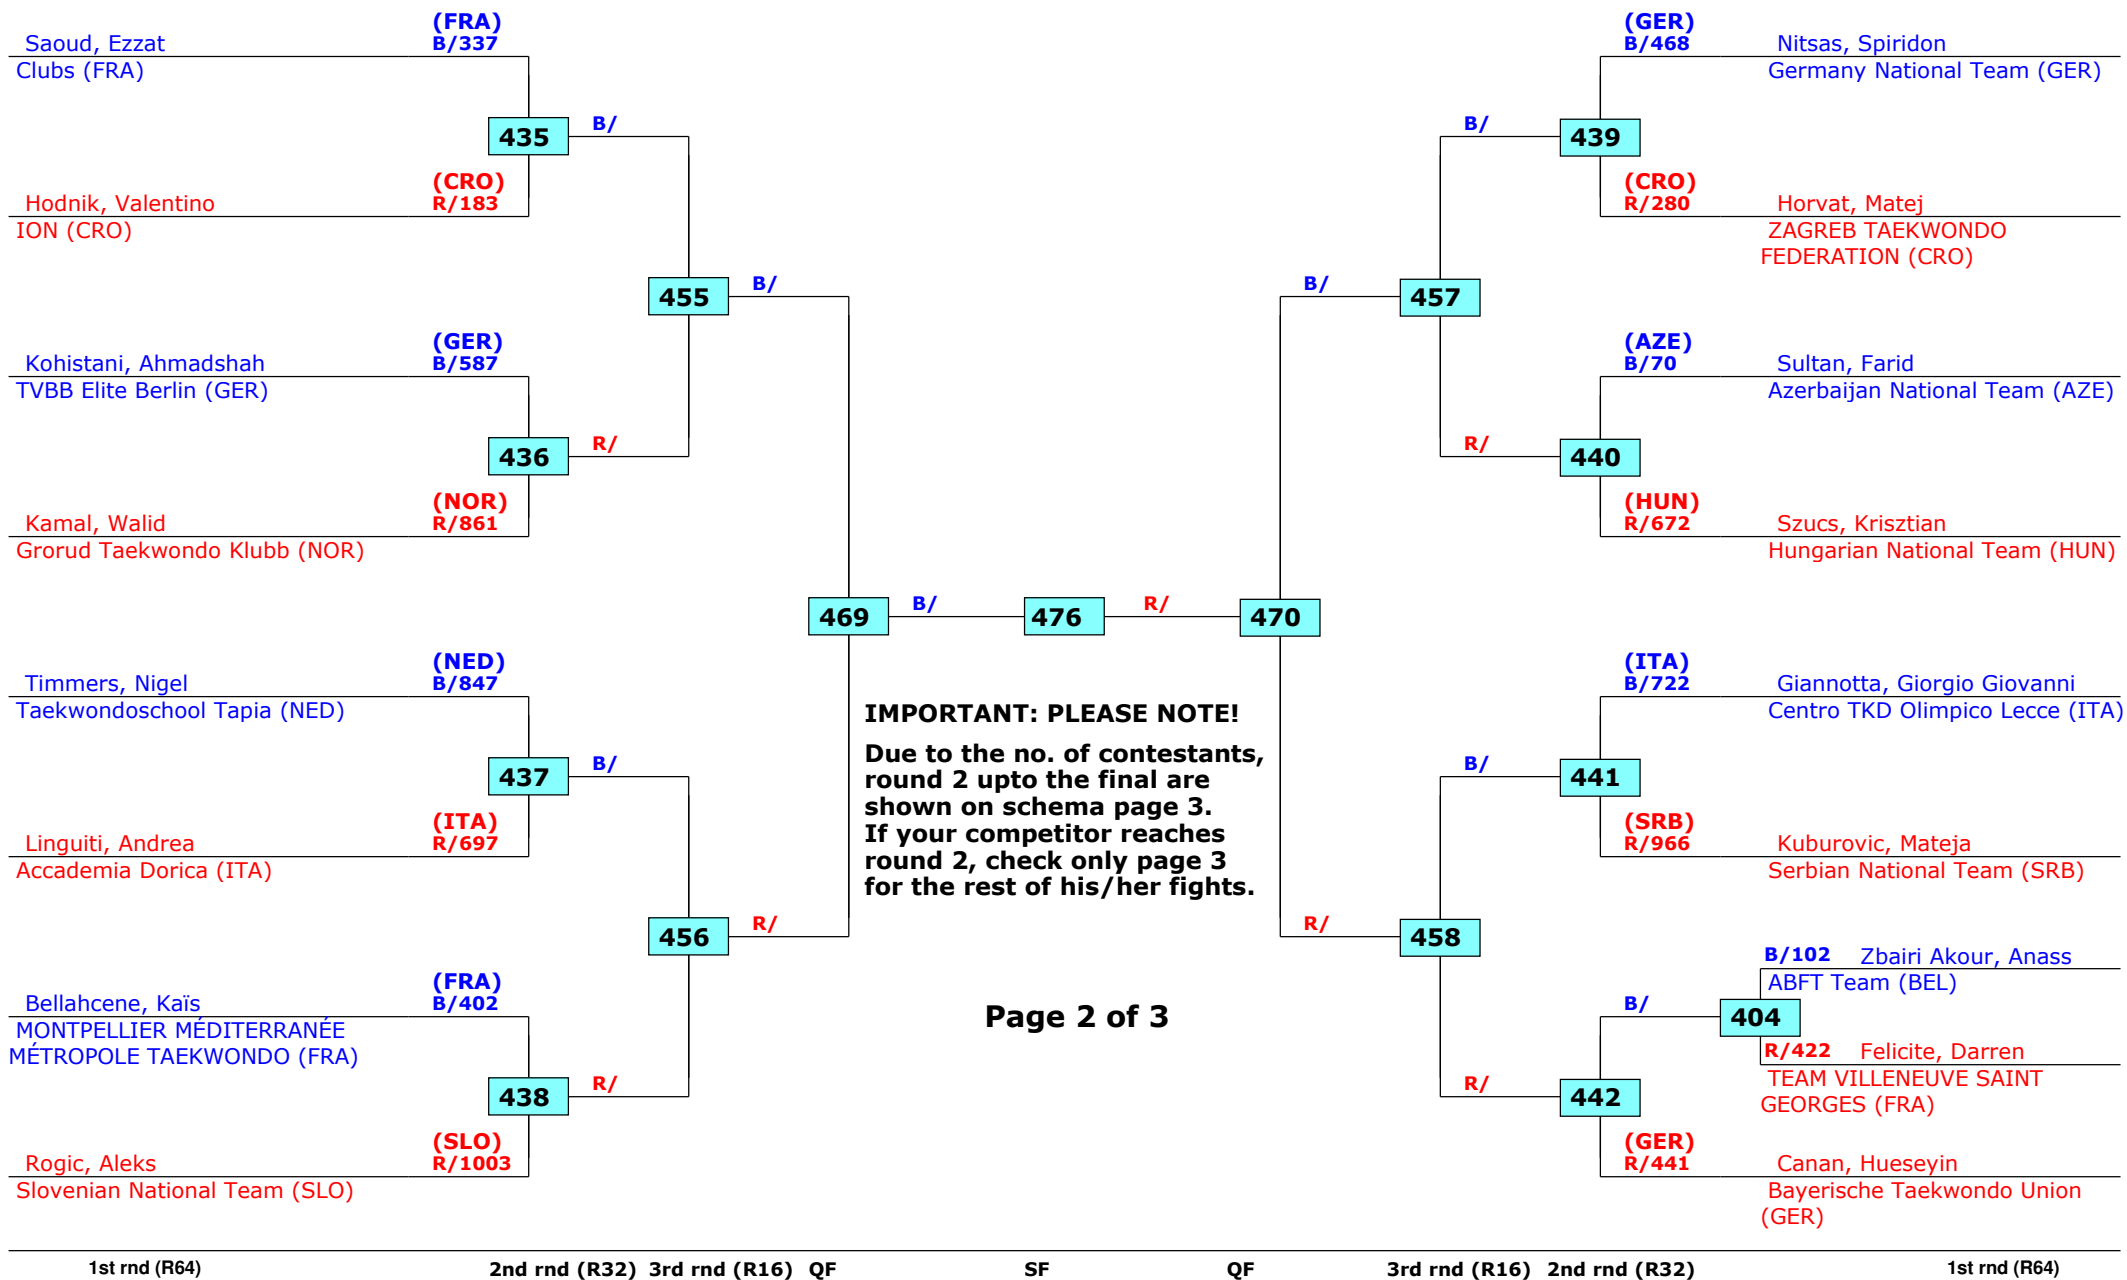 (FRA)
Saoud, Ezzat B/337
Clubs (FRA)
435
B/
(CRO)
Hodnik, Valentino R/183
ION (CRO)
455
B/
(GER)
Kohistani, Ahmadshah B/587
TVBB Elite Berlin (GER)
436
R/
(NOR)
Kamal, Walid R/861
Grorud Taekwondo Klubb (NOR)
469
B/
476
R/
470
(NED)
Timmers, Nigel B/847
Taekwondoschool Tapia (NED)
437
B/
(ITA)
Linguiti, Andrea R/697
Accademia Dorica (ITA)
456
R/
(FRA)
Bellahcene, Kaïs B/402
MONTPELLIER MÉDITERRANÉE
MÉTROPOLE TAEKWONDO (FRA)
438
R/
(SLO)
Rogic, Aleks R/1003
Slovenian National Team (SLO)
IMPORTANT: PLEASE NOTE!
Due to the no. of contestants,
round 2 upto the final are
shown on schema page 3.
If your competitor reaches
round 2, check only page 3
for the rest of his/her fights.
Page 2 of 3
(GER)
B/468 Nitsas, Spiridon
Germany National Team (GER)
B/
439
(CRO)
R/280 Horvat, Matej
ZAGREB TAEKWONDO
FEDERATION (CRO)
B/
457
(AZE)
B/70 Sultan, Farid
Azerbaijan National Team (AZE)
R/
440
(HUN)
R/672 Szucs, Krisztian
Hungarian National Team (HUN)
(ITA)
B/722 Giannotta, Giorgio Giovanni
Centro TKD Olimpico Lecce (ITA)
B/
441
(SRB)
R/966 Kuburovic, Mateja
Serbian National Team (SRB)
R/
458
B/102 Zbairi Akour, Anass
ABFT Team (BEL)
B/
404
R/422 Felicite, Darren
TEAM VILLENEUVE SAINT
GEORGES (FRA)
R/
442
(GER)
R/441 Canan, Hueseyin
Bayerische Taekwondo Union
(GER)
1st rnd (R64) 2nd rnd (R32) 3rd rnd (R16) QF SF QF 3rd rnd (R16) 2nd rnd (R32) 1st rnd (R64)